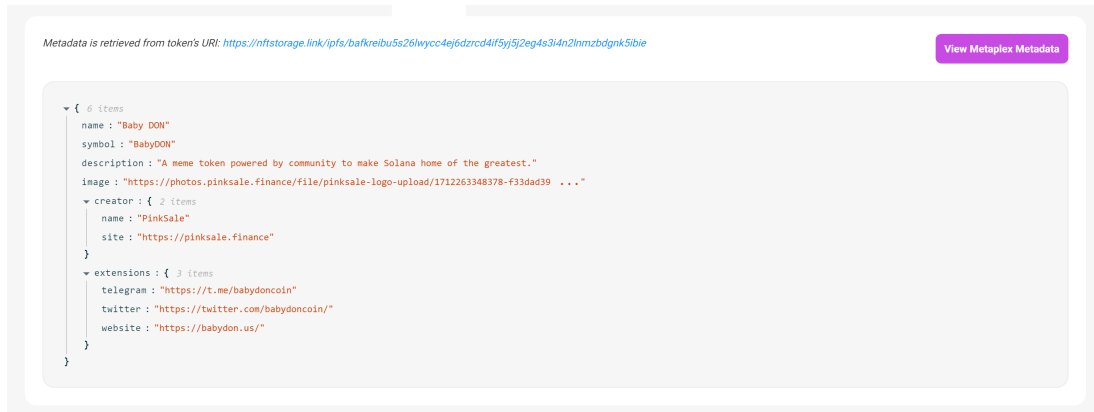 Metadata is retrieved from token's URI: https://nftstorage.link/ipfs/bafkreibu5s26lwycc4ej6dzrcd4if5yj5j2eg4s3i4n2lnmzbdgnk5ibie
View Metaplex Metadata
{ 6 items
name : "Baby DON"
symbol : "BabyDON"
description : "A meme token powered by community to make Solana home of the greatest."
image : "https://photos.pinksale.finance/file/pinksale-logo-upload/1712263348378-f33dad39 ..."
creator : { 2 items
name : "PinkSale"
site : "https://pinksale.finance"
}
extensions : { 3 items
telegram : "https://t.me/babydoncoin"
twitter : "https://twitter.com/babydoncoin/"
website : "https://babydon.us/"
}
}